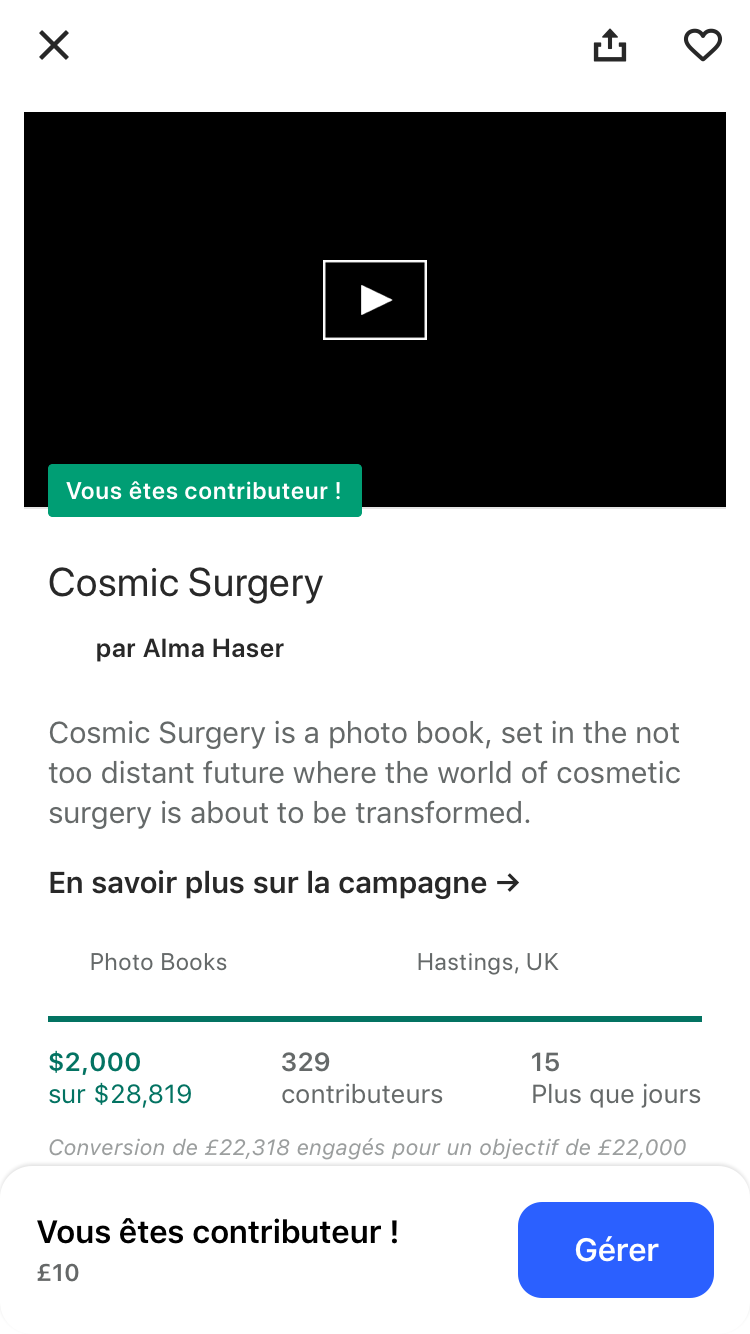 Vous êtes contributeur !
Cosmic Surgery
par Alma Haser
Cosmic Surgery is a photo book, set in the not
too distant future where the world of cosmetic
surgery is about to be transformed.
En savoir plus sur la campagne →
Photo Books
Hastings, UK
$2,000
sur $28,819
329
contributeurs
15
Plus que jours
Conversion de £22,318 engagés pour un objectif de £22,000
Vous êtes contributeur !
£10
Gérer